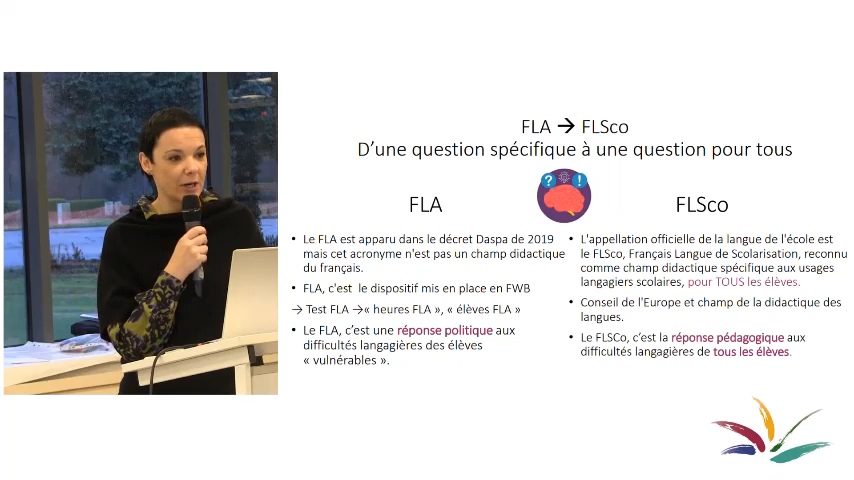 FLA → FLSco
D'une question spécifique à une question pour tous
? !
FLA
• Le FLA est apparu dans le décret Daspa de 2019
mais cet acronyme n'est pas un champ didactique
du français.
• FLA, c'est le dispositif mis en place en FWB
→ Test FLA →« heures FLA », « élèves FLA »
• Le FLA, c'est une réponse politique aux
difficultés langagières des élèves
« vulnérables ».
FLSco
• L'appellation officielle de la langue de l'école est
le FLSco, Français Langue de Scolarisation, reconnu
comme champ didactique spécifique aux usages
langagiers scolaires, pour TOUS les élèves.
• Conseil de l'Europe et champ de la didactique des
langues.
• Le FLSCo, c'est la réponse pédagogique aux
difficultés langagières de tous les élèves.